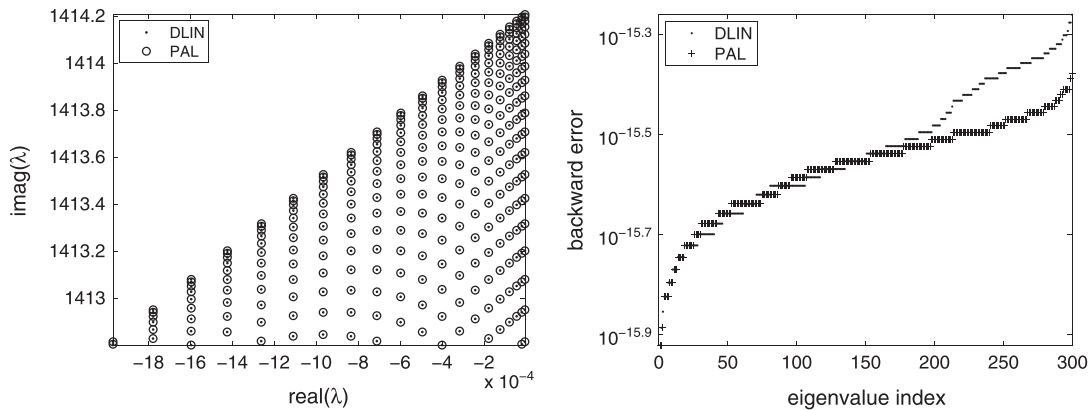 1414.2
1414
1413.8
1413.6
1413.4
1413.2
1413
imag(λ)
DLIN
PAL
−18 −16 −14 −12 −10 −8 −6 −4 −2
x 10⁻⁴
real(λ)
10⁻¹⁵·³
10⁻¹⁵·⁵
10⁻¹⁵·⁷
10⁻¹⁵·⁹
backward error
DLIN
PAL
0 50 100 150 200 250 300
eigenvalue index